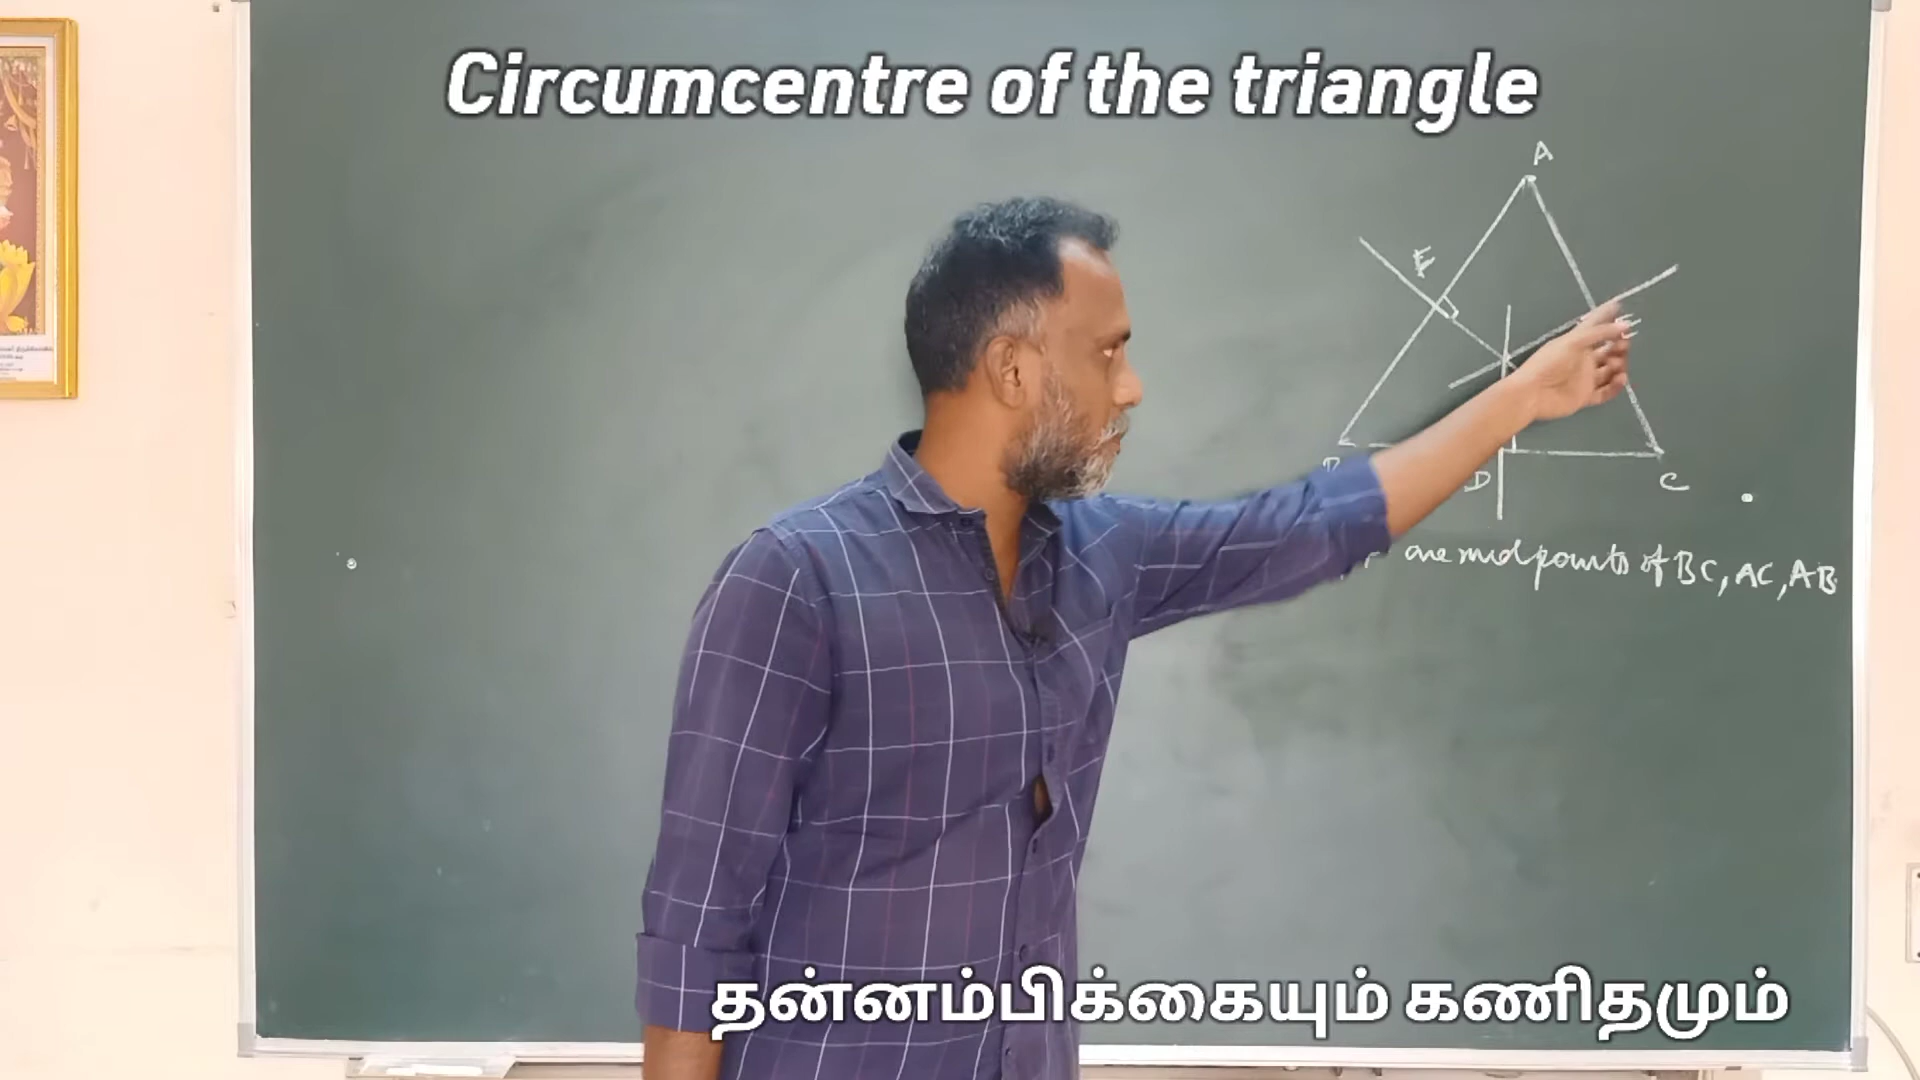 Circumcentre of the triangle
A
F
E
D
C
are midpoints of BC, AC, AB
தன்னம்பிக்கையும் கணிதமும்